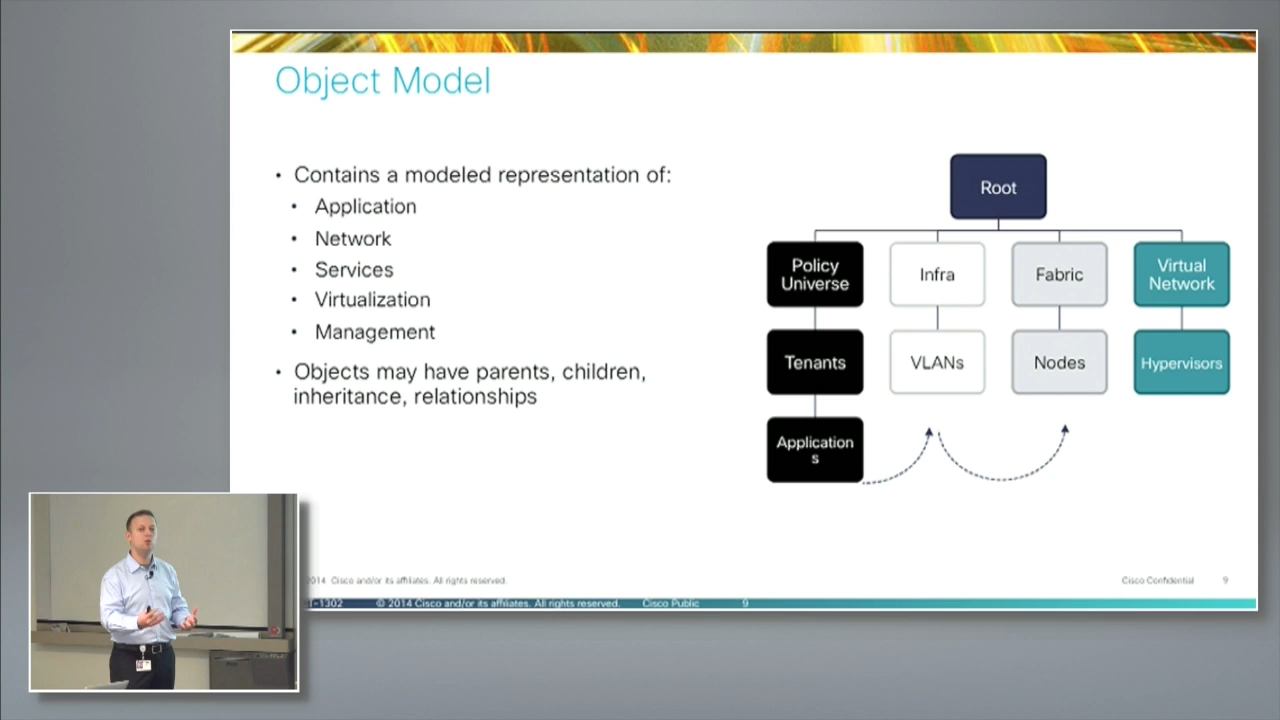 Object Model
• Contains a modeled representation of:
• Application
• Network
• Services
• Virtualization
• Management
• Objects may have parents, children,
inheritance, relationships
Root
Policy
Universe
Infra
Fabric
Virtual
Network
Tenants
VLANs
Nodes
Hypervisors
Application
s
2014 Cisco and/or its affiliates. All rights reserved.
Cisco Confidential 9
-1302 © 2014 Cisco and/or its affiliates. All rights reserved. Cisco Public 9